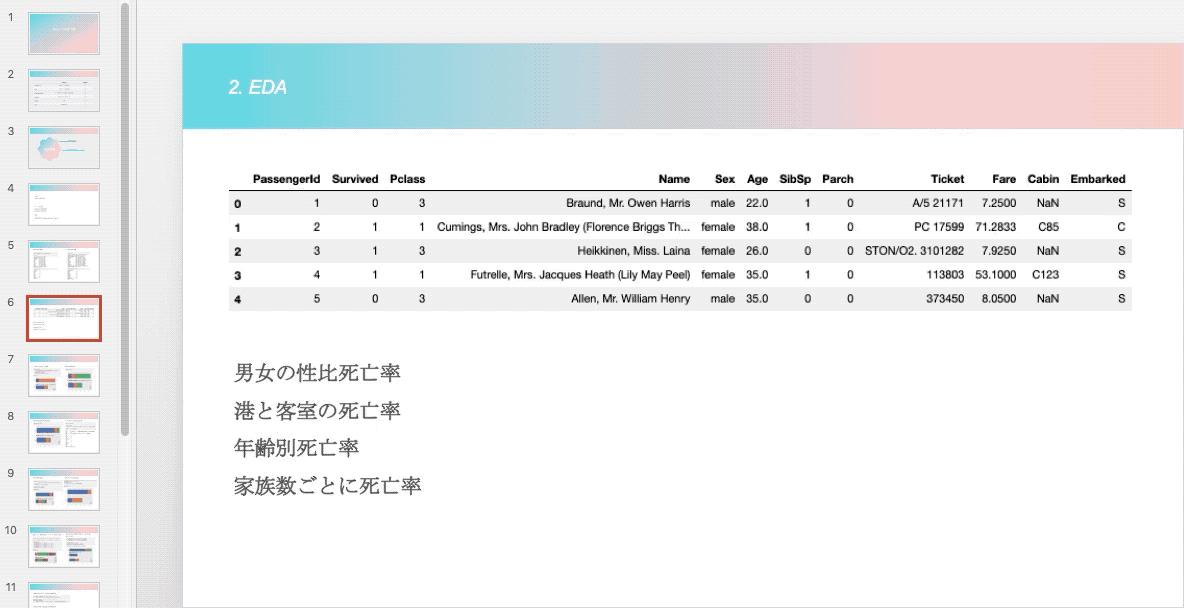 1
2
3
4
5
6
7
8
9
10
11
2. EDA
PassengerId Survived Pclass Name Sex Age SibSp Parch Ticket Fare Cabin Embarked
0 1 0 3 Braund, Mr. Owen Harris male 22.0 1 0 A/5 21171 7.2500 NaN S
1 2 1 1 Cumings, Mrs. John Bradley (Florence Briggs Th... female 38.0 1 0 PC 17599 71.2833 C85 C
2 3 1 3 Heikkinen, Miss. Laina female 26.0 0 0 STON/O2. 3101282 7.9250 NaN S
3 4 1 1 Futrelle, Mrs. Jacques Heath (Lily May Peel) female 35.0 1 0 113803 53.1000 C123 S
4 5 0 3 Allen, Mr. William Henry male 35.0 0 0 373450 8.0500 NaN S
男女の性比死亡率
港と客室の死亡率
年齢別死亡率
家族数ごとに死亡率